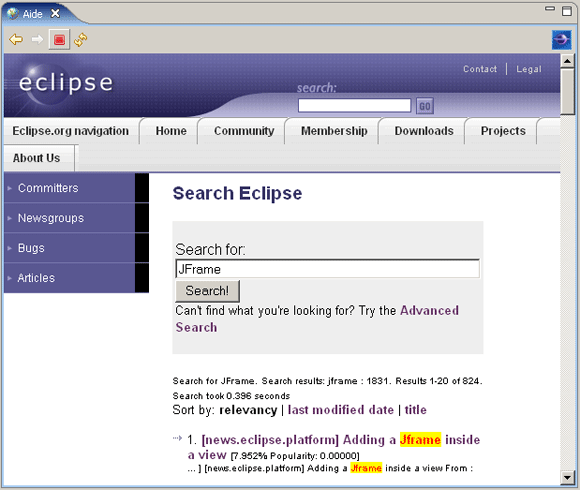 Aide
eclipse
Contact | Legal
search:
GO
Eclipse.org navigation Home Community Membership Downloads Projects
About Us
Committers
Newsgroups
Bugs
Articles
Search Eclipse
Search for:
JFrame
Search!
Can't find what you're looking for? Try the Advanced
Search
Search for JFrame. Search results: jframe : 1831. Results 1-20 of 824.
Search took 0.396 seconds
Sort by: relevancy | last modified date | title
1. [news.eclipse.platform] Adding a Jframe inside
a view [7.952% Popularity: 0.00000]
... ] [news.eclipse.platform] Adding a Jframe inside a view From :